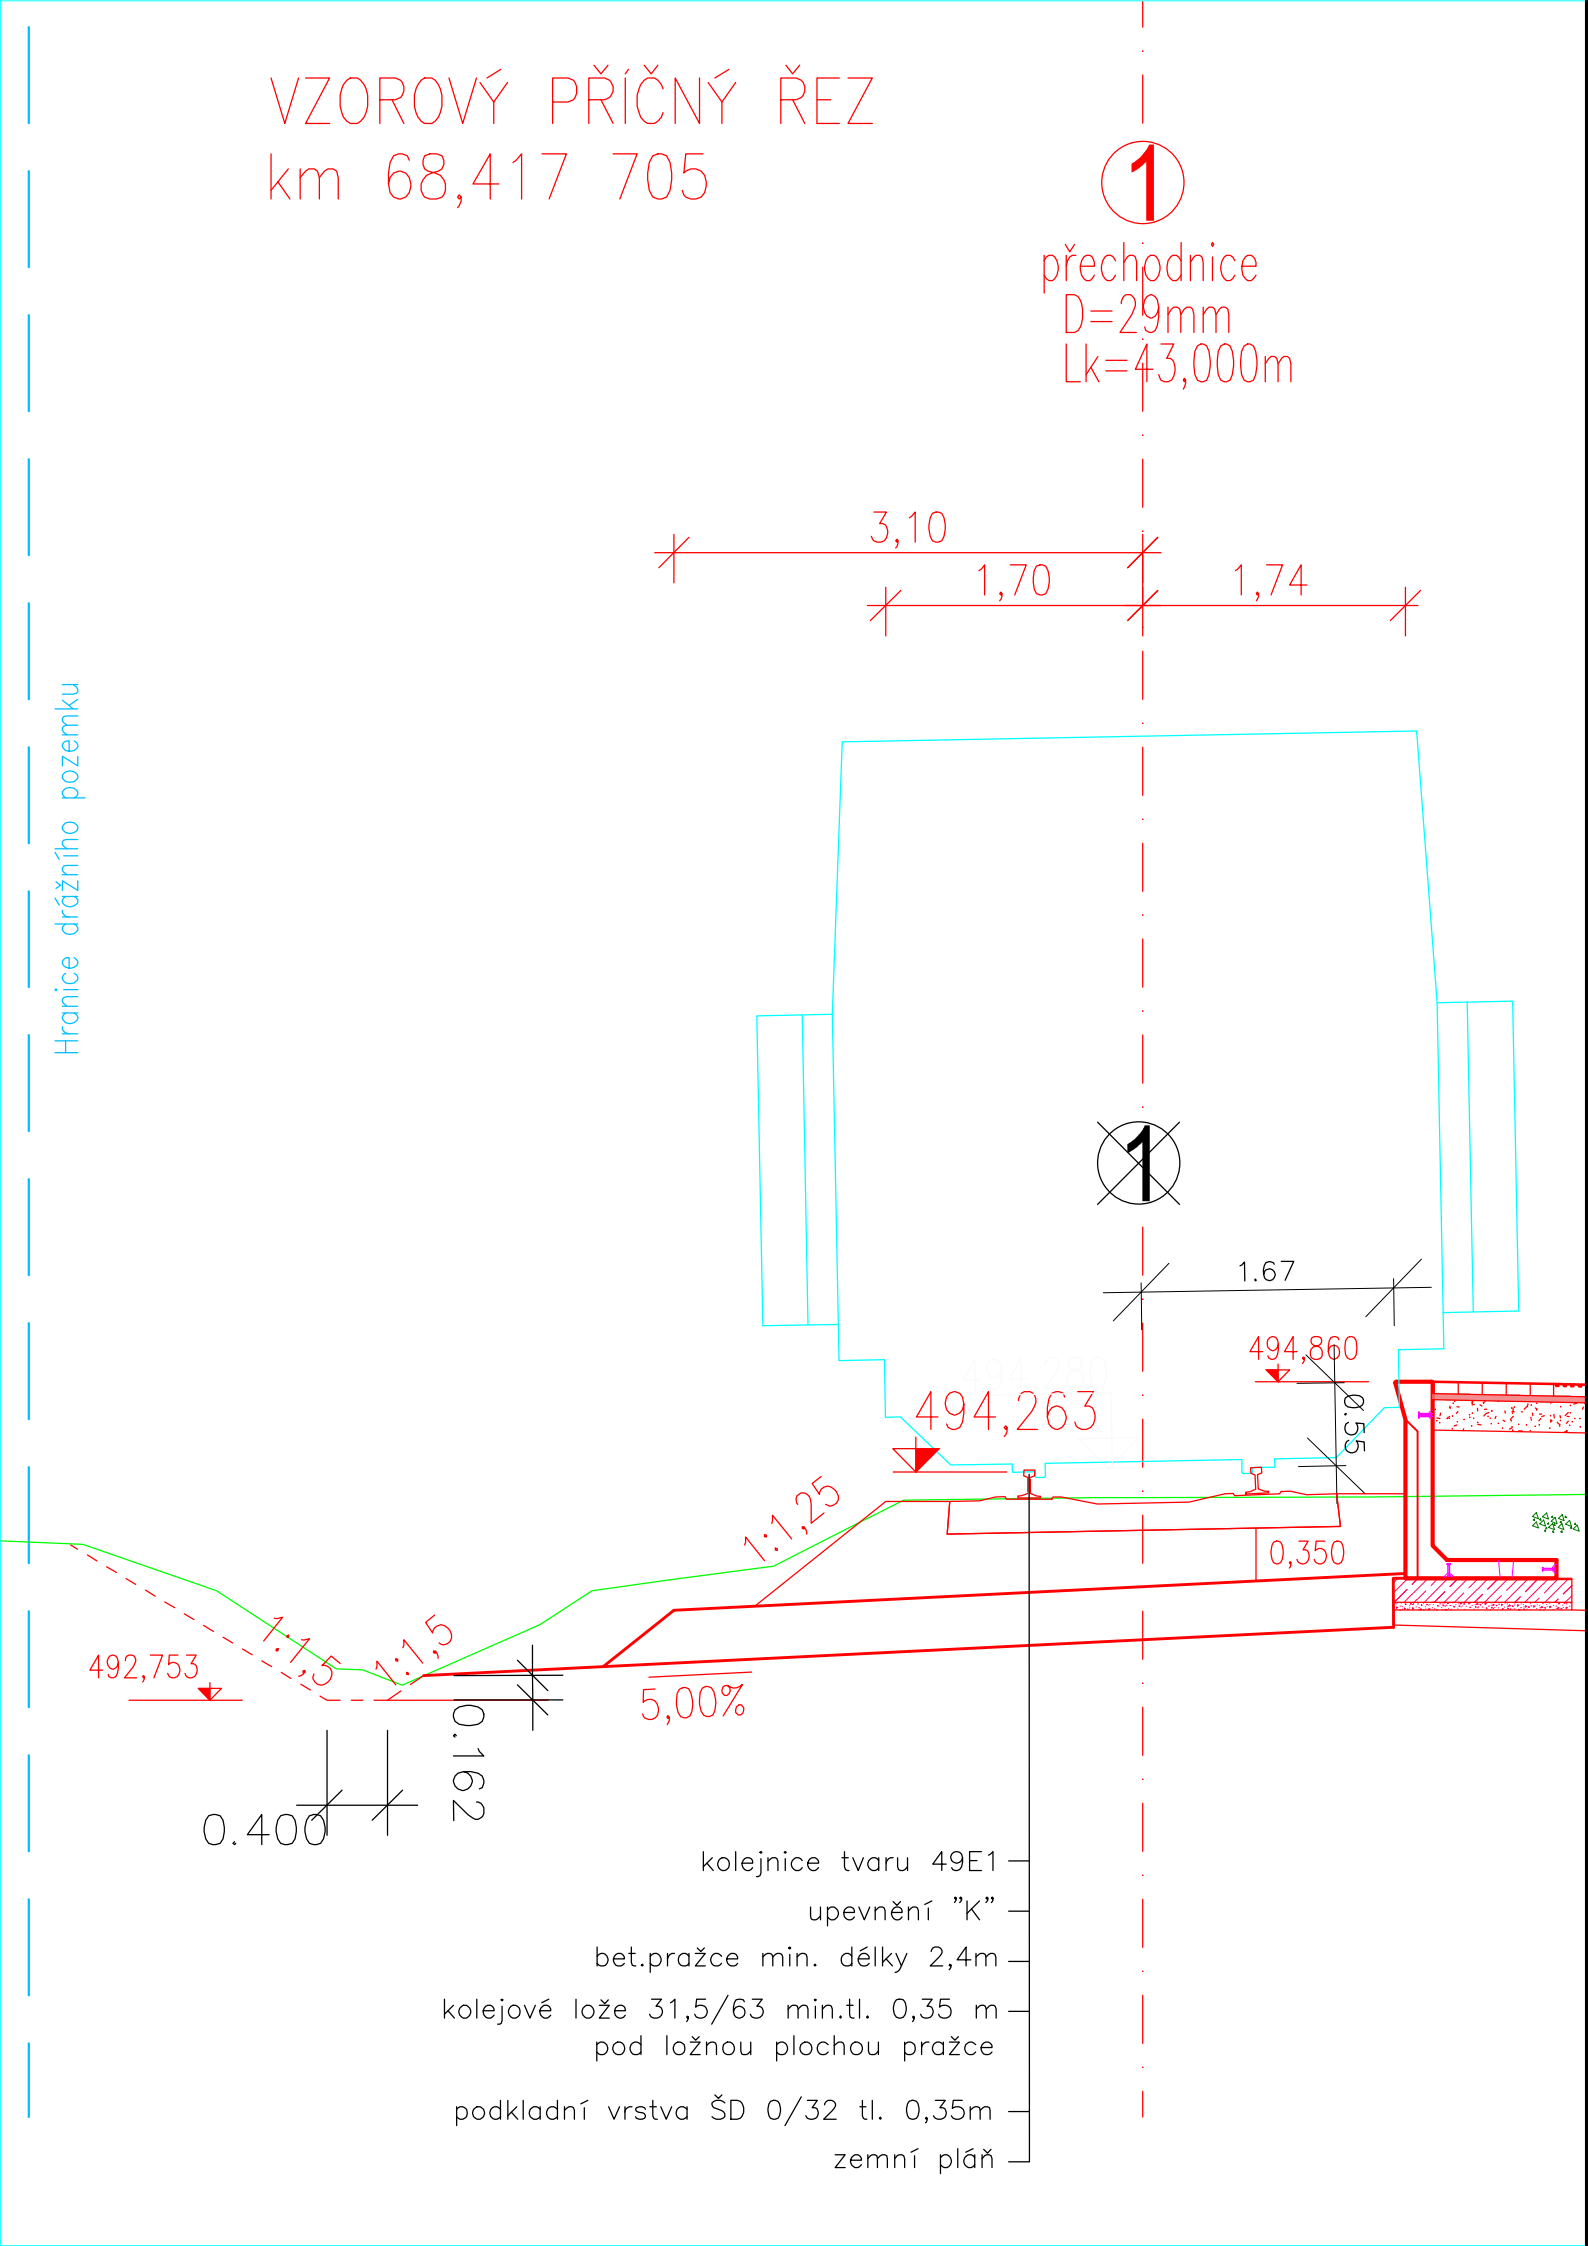 VZOROVÝ PŘÍČNÝ ŘEZ
km 68,417 705
1
přechodnice
D=29mm
Lk=43,000m
3,10
1,70
1,74
Hranice drážního pozemku
1
1.67
494,860
494,263
0.55
1:1,25
0,350
1:1,5
1:1,5
492,753
5,00%
0.162
0.400
kolejnice tvaru 49E1
upevnění "K"
bet.pražce min. délky 2,4m
kolejové lože 31,5/63 min.tl. 0,35 m
pod ložnou plochou pražce
podkladní vrstva ŠD 0/32 tl. 0,35m
zemní pláň